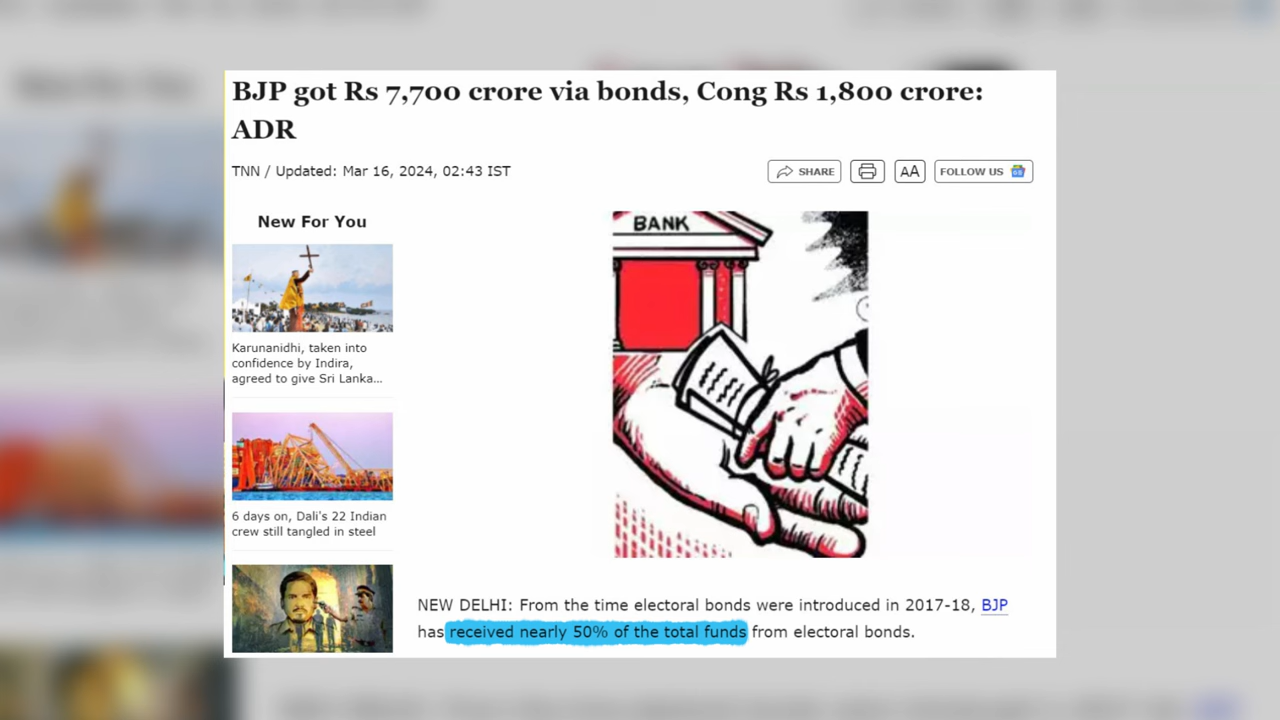 BJP got Rs 7,700 crore via bonds, Cong Rs 1,800 crore:
ADR
TNN / Updated: Mar 16, 2024, 02:43 IST
SHARE
AA
FOLLOW US
New For You
Karunanidhi, taken into
confidence by Indira,
agreed to give Sri Lanka...
6 days on, Dali's 22 Indian
crew still tangled in steel
BANK
NEW DELHI: From the time electoral bonds were introduced in 2017-18, BJP
has received nearly 50% of the total funds from electoral bonds.